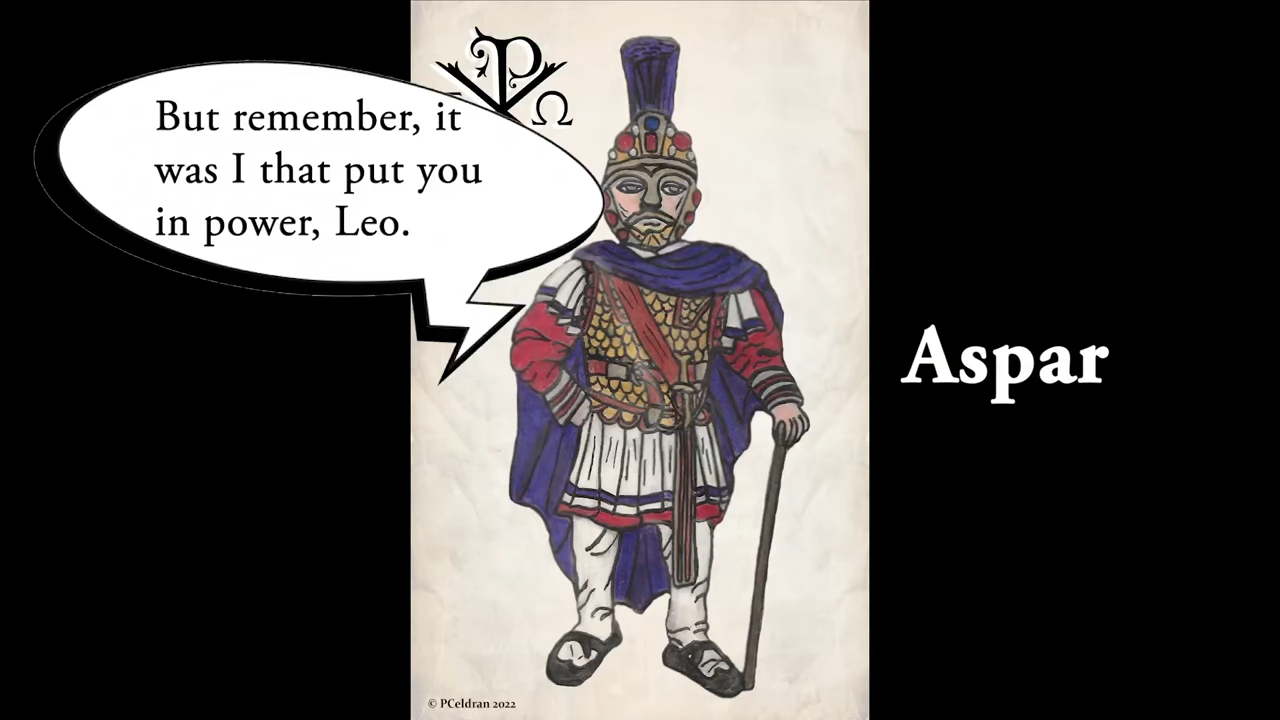 But remember, it
was I that put you
in power, Leo.
Ω
Aspar
© PCeldran 2022